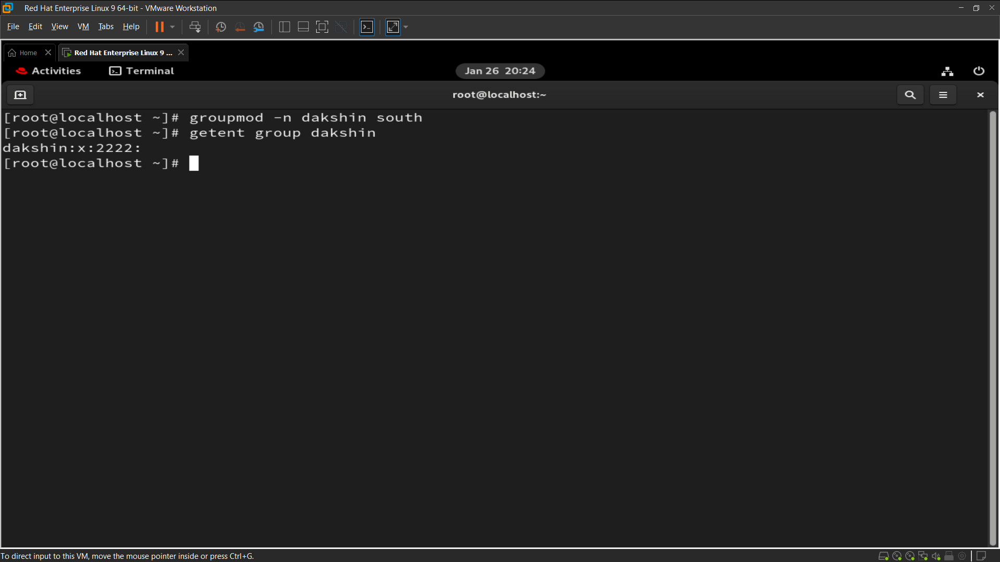 Red Hat Enterprise Linux 9 64-bit - VMware Workstation
File Edit View VM Tabs Help
Home
Red Hat Enterprise Linux 9 ...
Activities Terminal Jan 26 20:24
root@localhost:~
[root@localhost ~]# groupmod -n dakshin south
[root@localhost ~]# getent group dakshin
dakshin:x:2222:
[root@localhost ~]#
To direct input to this VM, move the mouse pointer inside or press Ctrl+G.